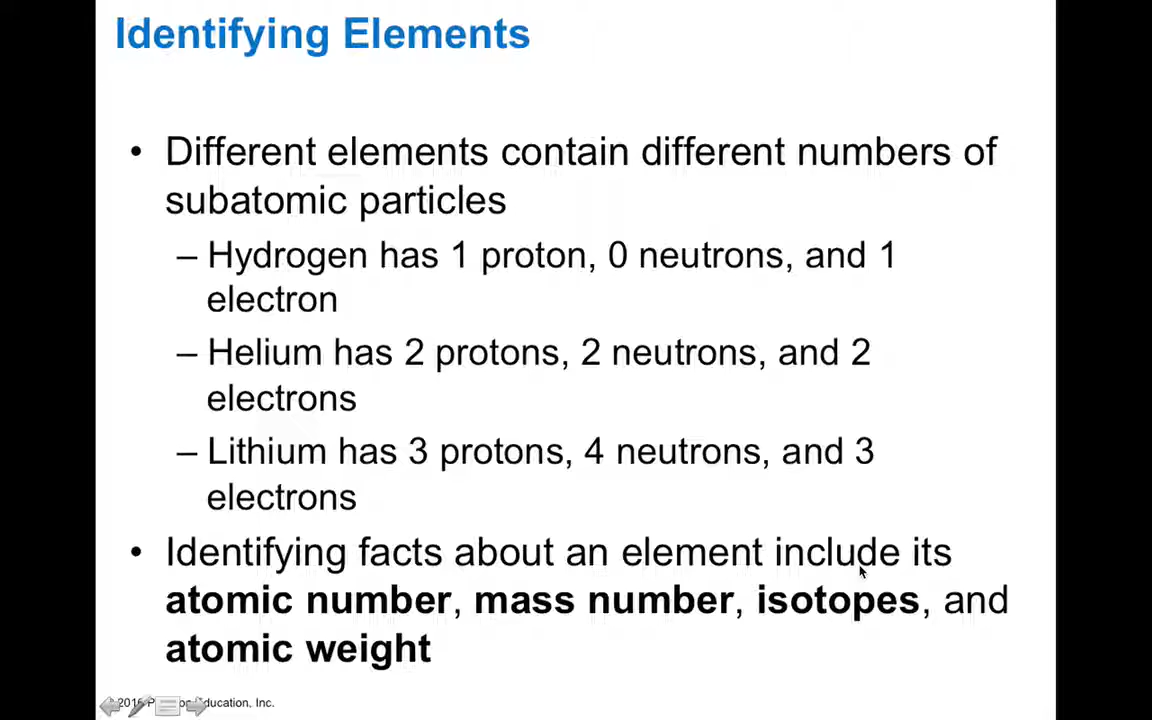 Identifying Elements
• Different elements contain different numbers of
subatomic particles
– Hydrogen has 1 proton, 0 neutrons, and 1
electron
– Helium has 2 protons, 2 neutrons, and 2
electrons
– Lithium has 3 protons, 4 neutrons, and 3
electrons
• Identifying facts about an element include its
atomic number, mass number, isotopes, and
atomic weight
Education, Inc.